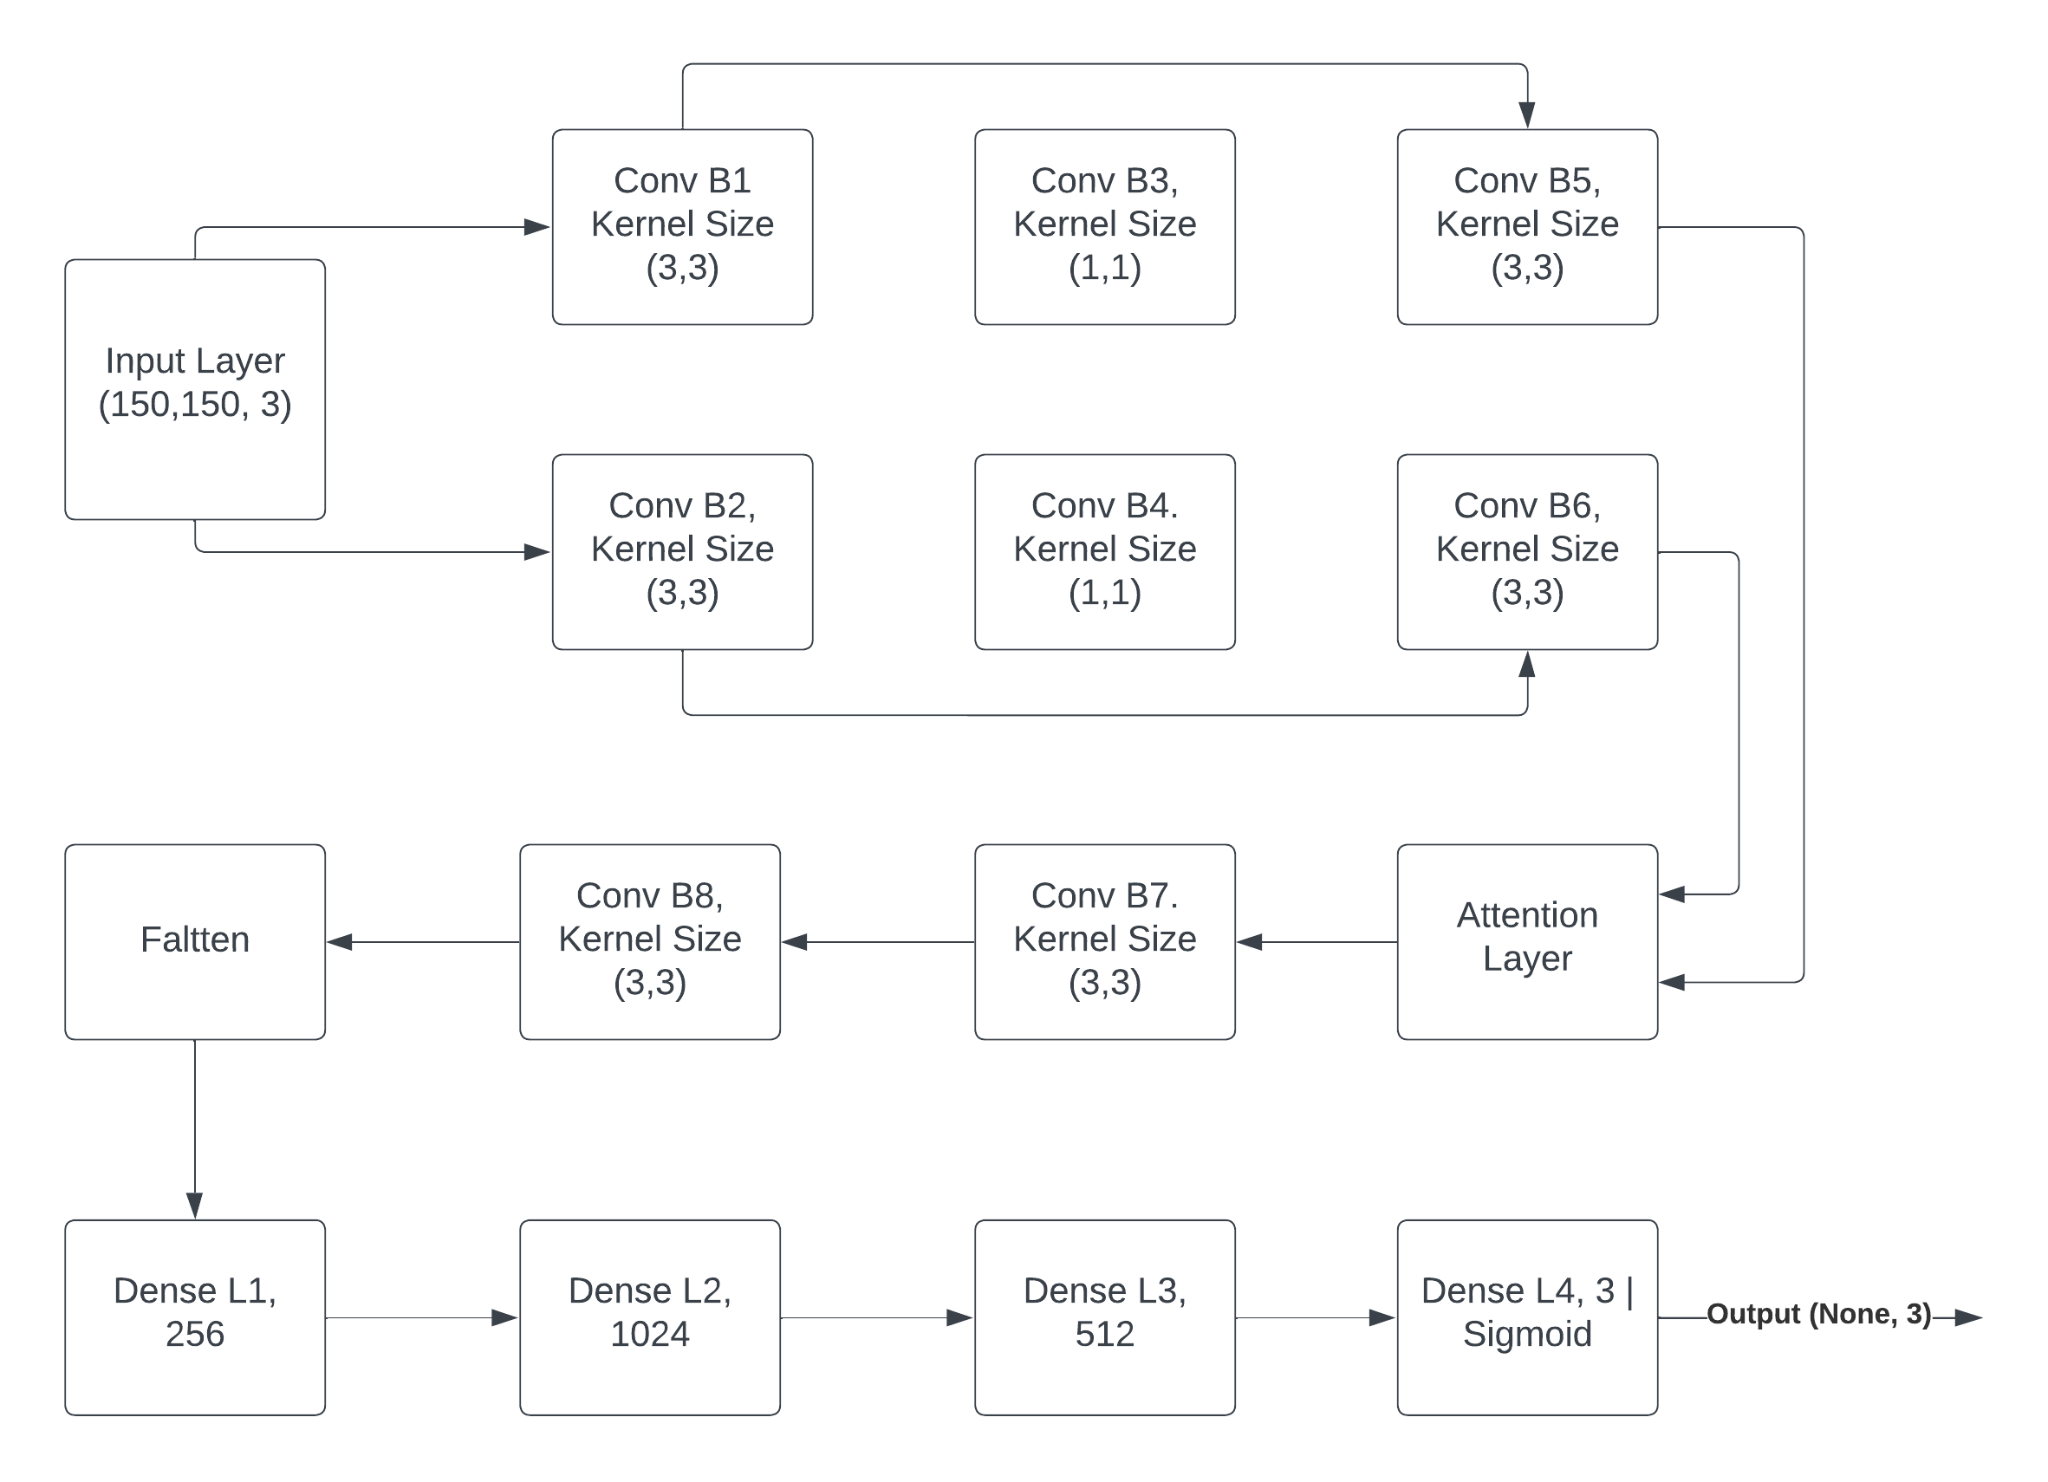 Conv B1
Kernel Size
(3,3)
Conv B3,
Kernel Size
(1,1)
Conv B5,
Kernel Size
(3,3)
Input Layer
(150,150, 3)
Conv B2,
Kernel Size
(3,3)
Conv B4.
Kernel Size
(1,1)
Conv B6,
Kernel Size
(3,3)
Faltten
Conv B8,
Kernel Size
(3,3)
Conv B7.
Kernel Size
(3,3)
Attention
Layer
Dense L1,
256
Dense L2,
1024
Dense L3,
512
Dense L4, 3 |
Sigmoid
Output (None, 3)